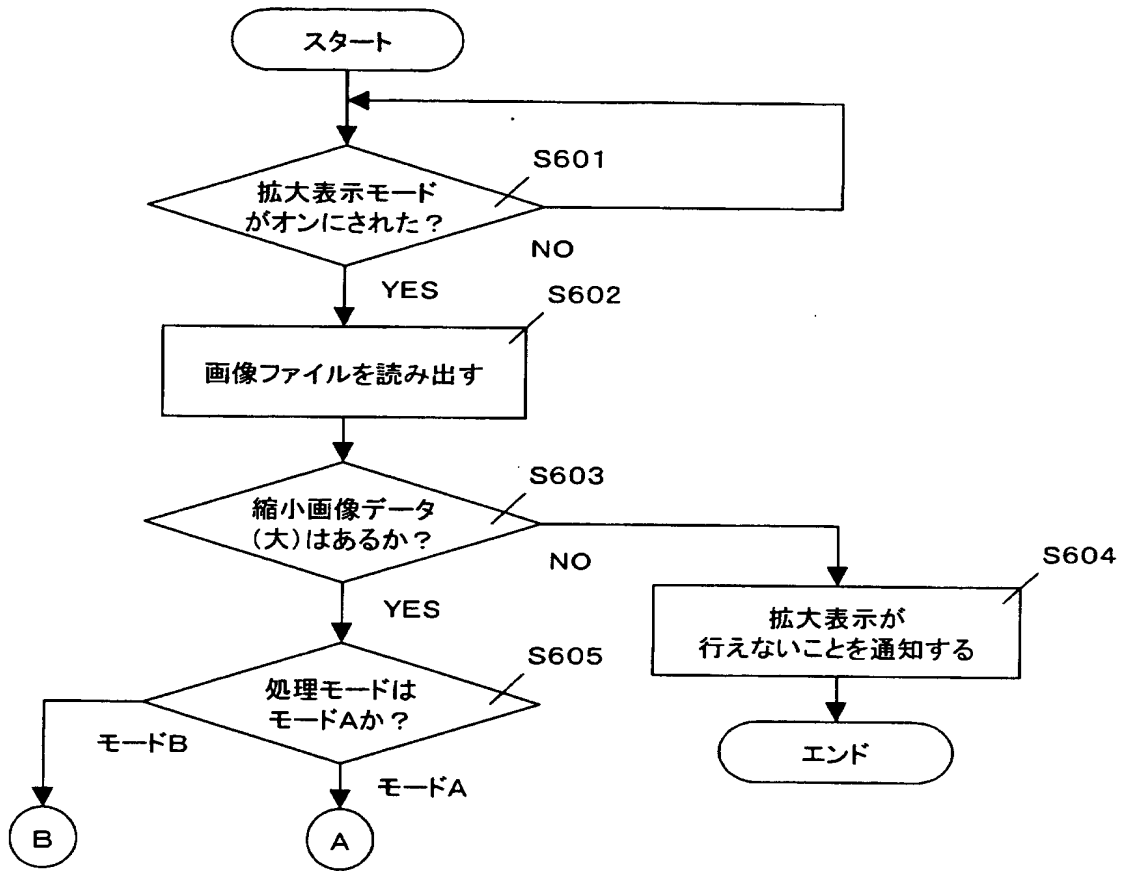 スタート
S601
拡大表示モード
がオンにされた？
NO
YES
S602
画像ファイルを読み出す
S603
縮小画像データ
(大)はあるか？
NO
YES
S604
拡大表示が
行えないことを通知する
S605
処理モードは
モードAか？
モードB
モードA
エンド
B
A